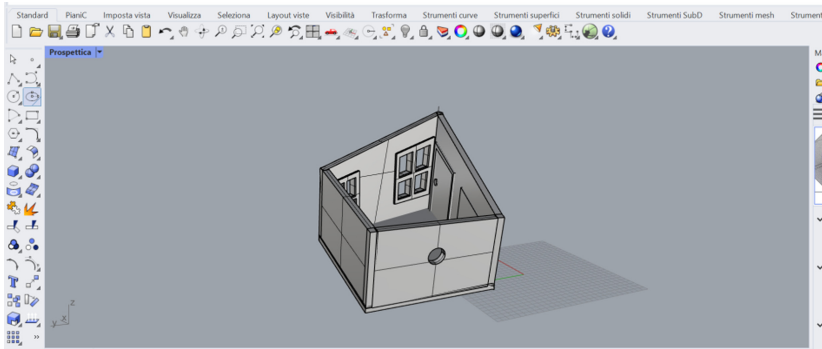 Standard PianiC Imposta vista Visualizza Seleziona Layout viste Visibilità Trasforma Strumenti curve Strumenti superfici Strumenti solidi Strumenti SubD Strumenti mesh Strument
Prospettica
M
z
y x